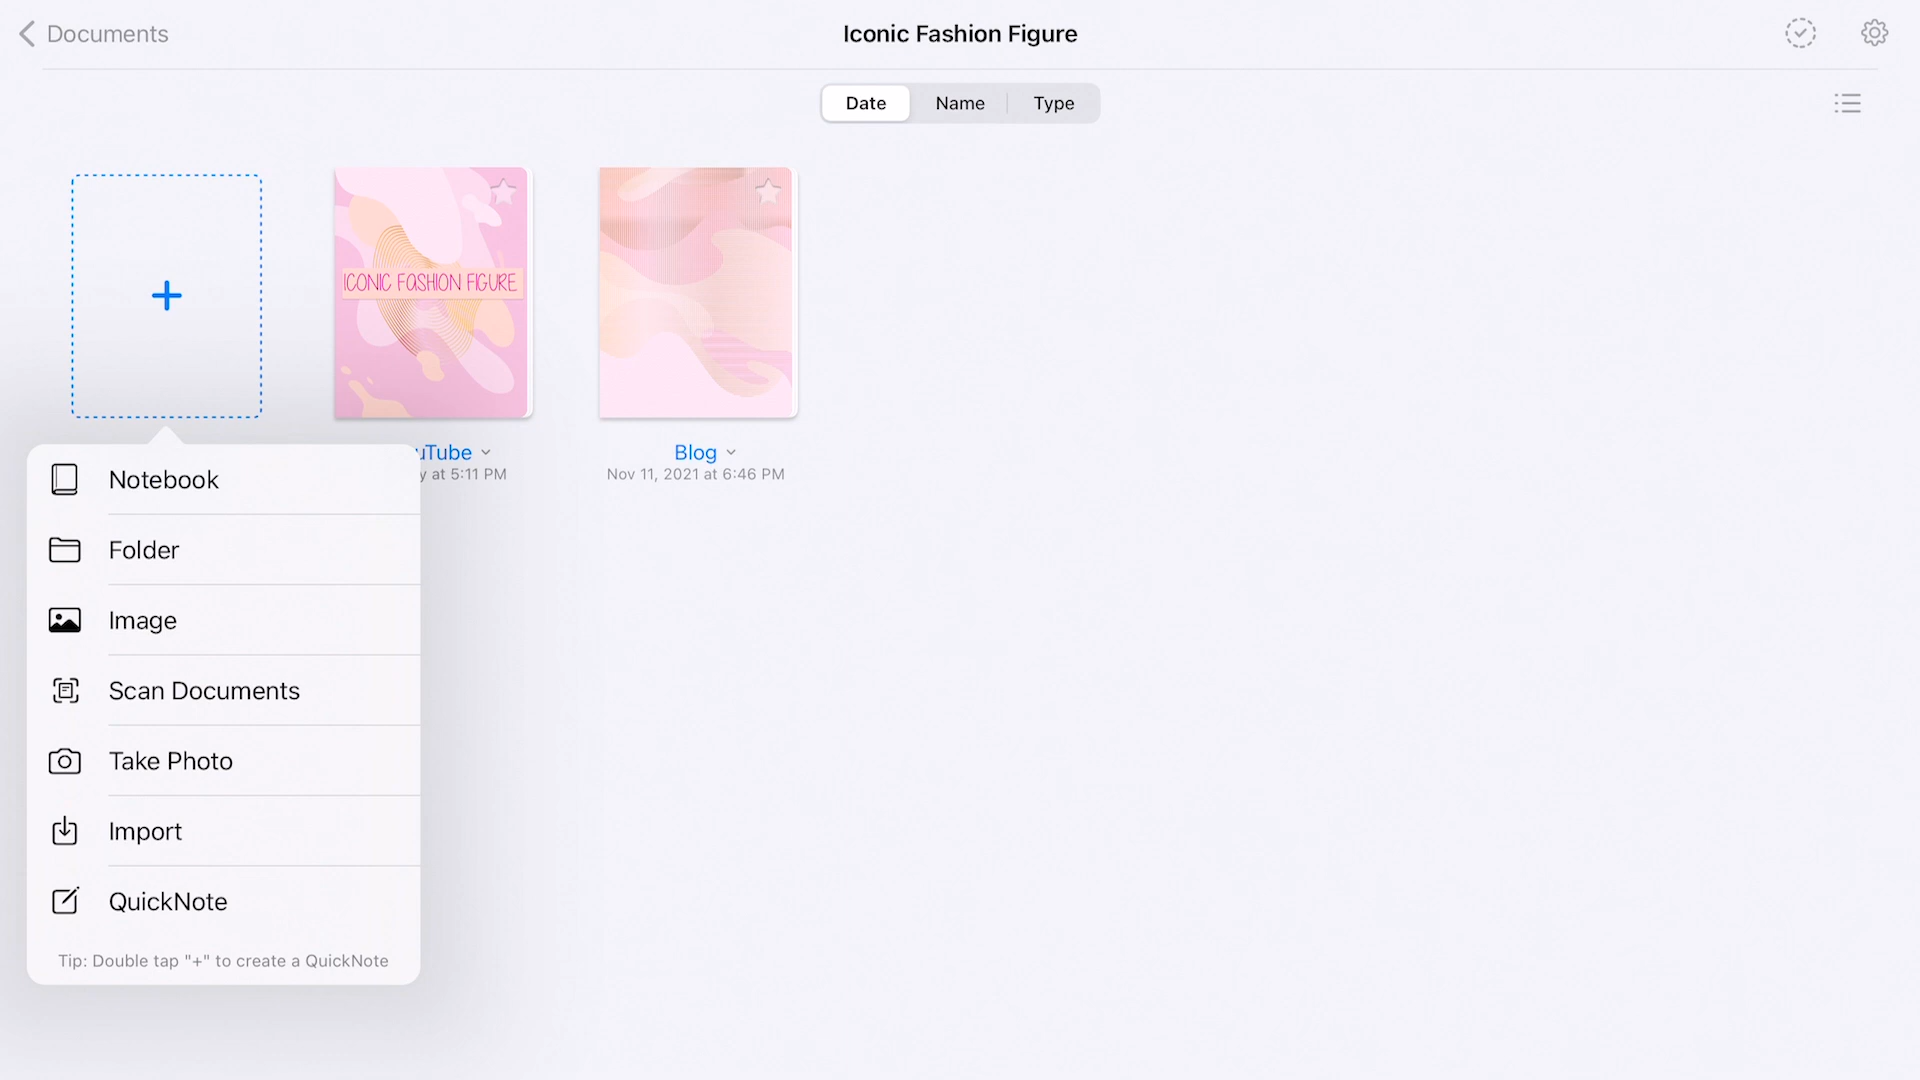 Documents
Iconic Fashion Figure
Date
Name
Type
ICONIC FASHION FIGURE
uTube
Blog
y at 5:11 PM
Nov 11, 2021 at 6:46 PM
Notebook
Folder
Image
Scan Documents
Take Photo
Import
QuickNote
Tip: Double tap "+" to create a QuickNote